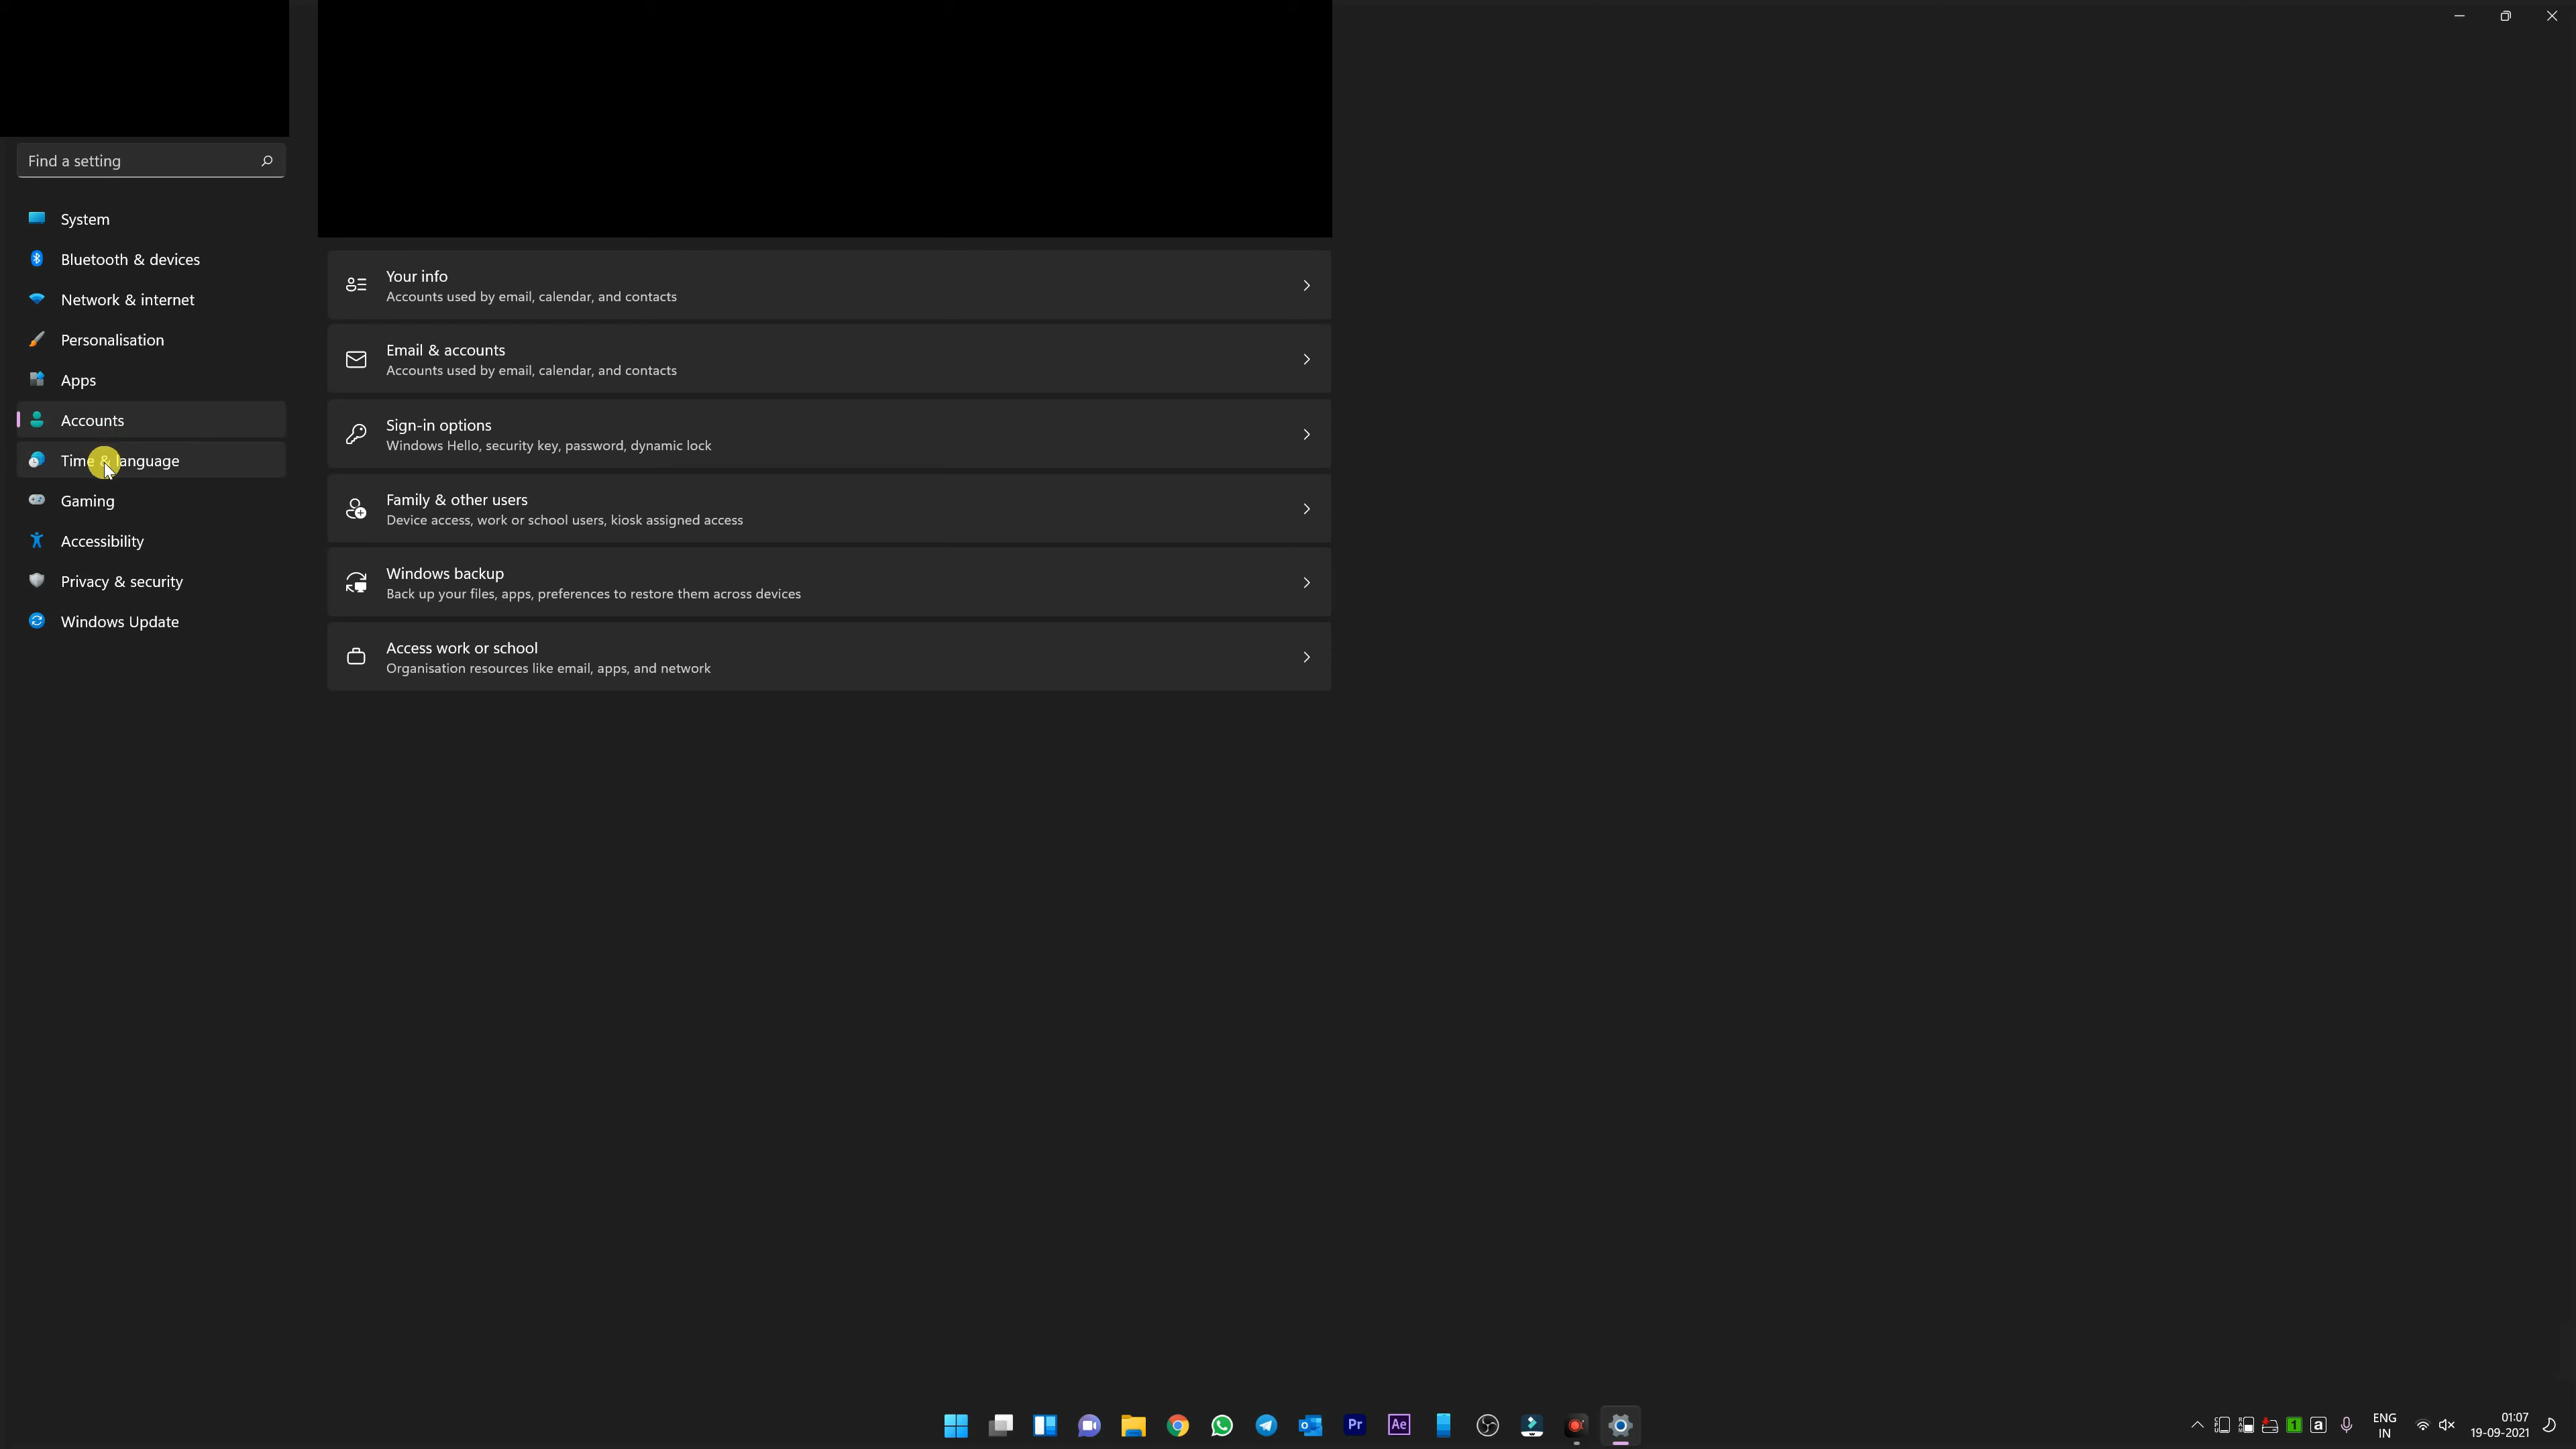 Find a setting
System
Bluetooth & devices
Network & internet
Personalisation
Apps
Accounts
Time & language
Gaming
Accessibility
Privacy & security
Windows Update
Your info
Accounts used by email, calendar, and contacts
Email & accounts
Accounts used by email, calendar, and contacts
Sign-in options
Windows Hello, security key, password, dynamic lock
Family & other users
Device access, work or school users, kiosk assigned access
Windows backup
Back up your files, apps, preferences to restore them across devices
Access work or school
Organisation resources like email, apps, and network
Pr
Ae
1
a
ENG
IN
01:07
19-09-2021